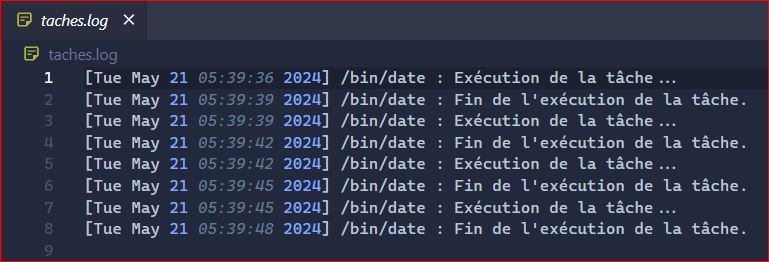 taches.log ×
taches.log
1 [Tue May 21 05:39:36 2024] /bin/date : Exécution de la tâche...
2 [Tue May 21 05:39:39 2024] /bin/date : Fin de l'exécution de la tâche.
3 [Tue May 21 05:39:39 2024] /bin/date : Exécution de la tâche...
4 [Tue May 21 05:39:42 2024] /bin/date : Fin de l'exécution de la tâche.
5 [Tue May 21 05:39:42 2024] /bin/date : Exécution de la tâche...
6 [Tue May 21 05:39:45 2024] /bin/date : Fin de l'exécution de la tâche.
7 [Tue May 21 05:39:45 2024] /bin/date : Exécution de la tâche...
8 [Tue May 21 05:39:48 2024] /bin/date : Fin de l'exécution de la tâche.
9